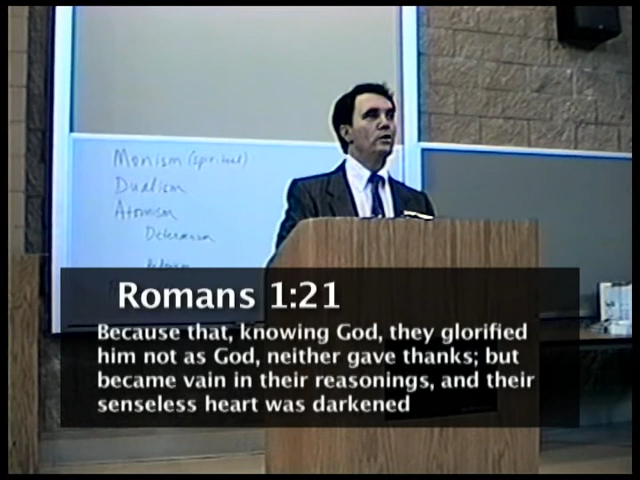 Monism (spiritual)
Dualism
Atomism
Determinism
Romans 1:21
Because that, knowing God, they glorified
him not as God, neither gave thanks; but
became vain in their reasonings, and their
senseless heart was darkened